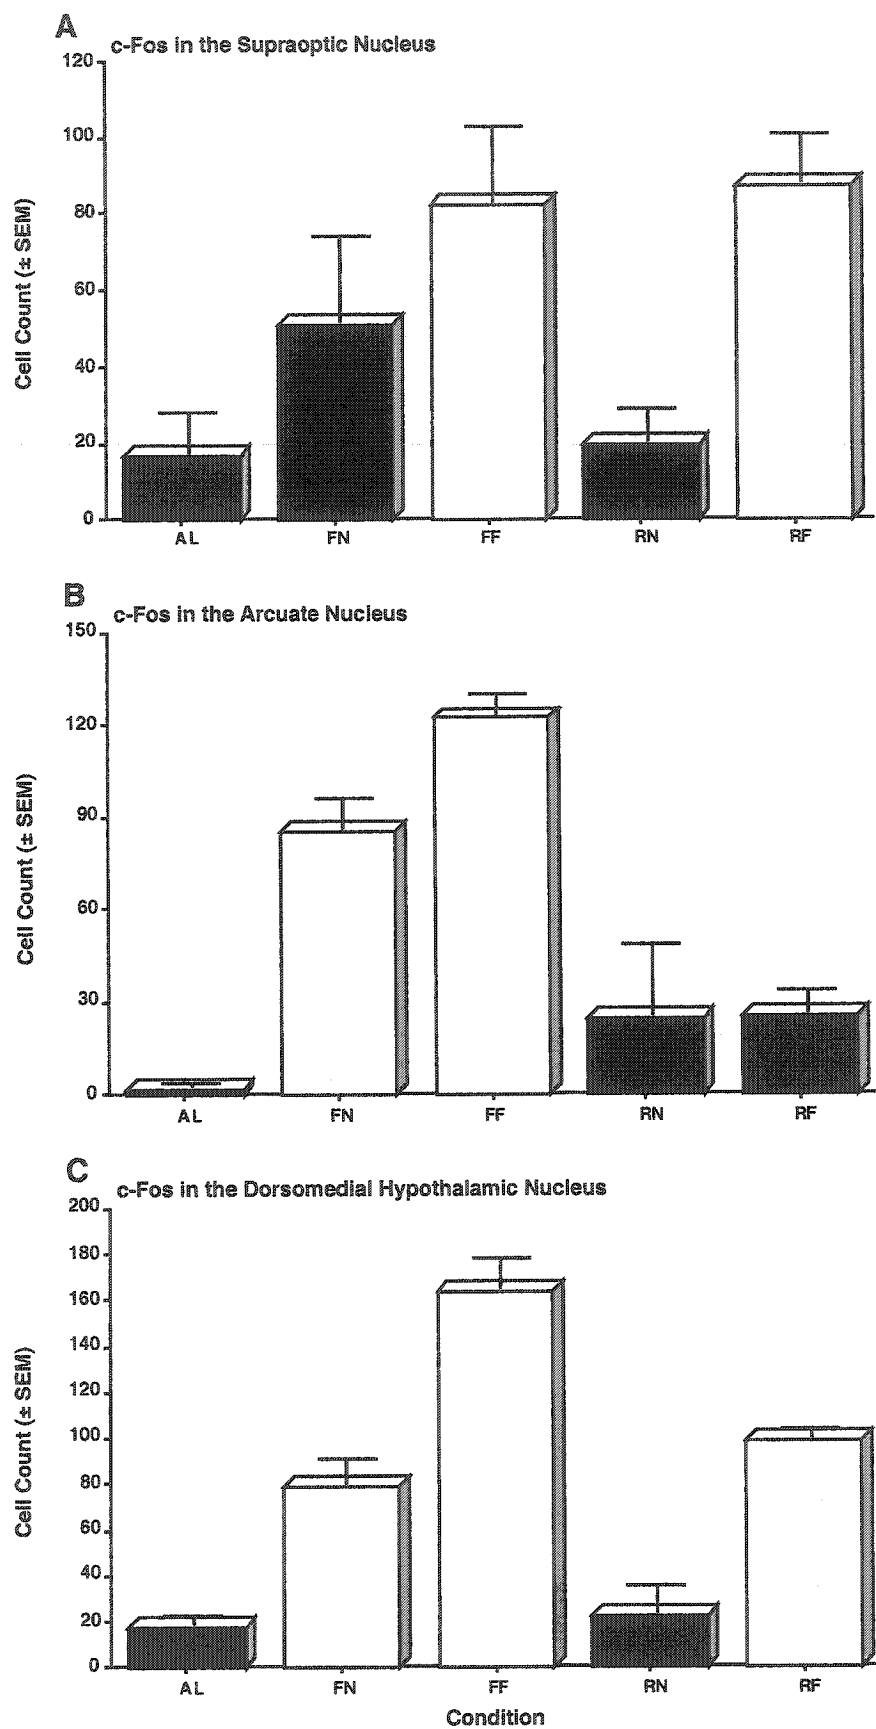 A
c-Fos in the Supraoptic Nucleus
120
100
80
60
40
20
0
Cell Count (± SEM)
AL FN FF RN RF
B
c-Fos in the Arcuate Nucleus
150
120
90
60
30
0
Cell Count (± SEM)
AL FN FF RN RF
C
c-Fos in the Dorsomedial Hypothalamic Nucleus
200
180
160
140
120
100
80
60
40
20
0
Cell Count (± SEM)
AL FN FF RN RF
Condition